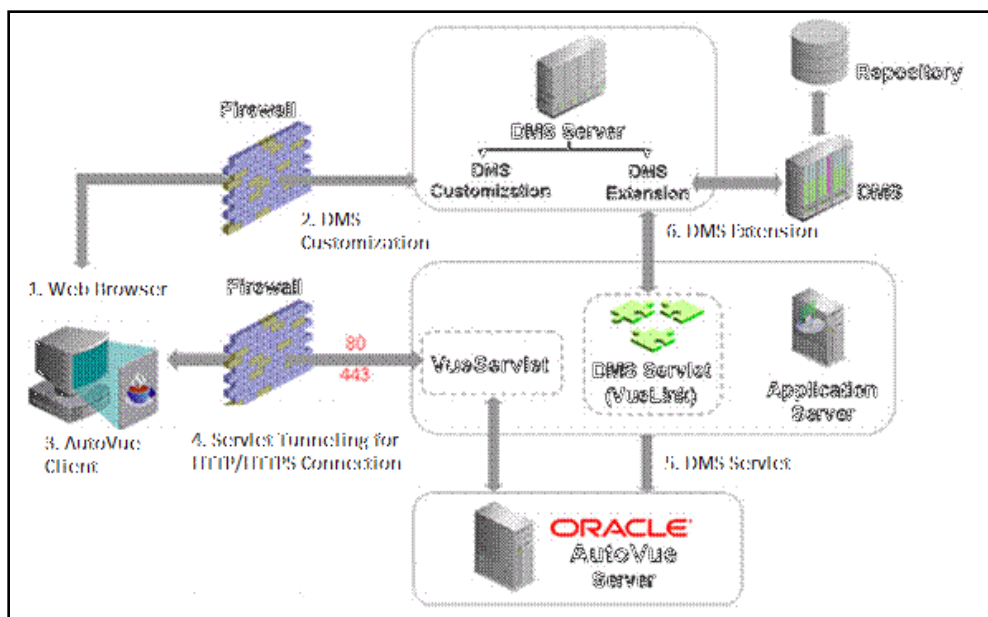 Repository
Firewall
DMS Server
DMS
Customization
DMS
Extension
DMS
2. DMS
Customization
6. DMS Extension
1. Web Browser
Firewall
80
443
VueServlet
DMS Servlet
(VueLink)
Application
Server
3. AutoVue
Client
4. Servlet Tunneling for
HTTP/HTTPS Connection
5. DMS Servlet
ORACLE
AutoVue
Server